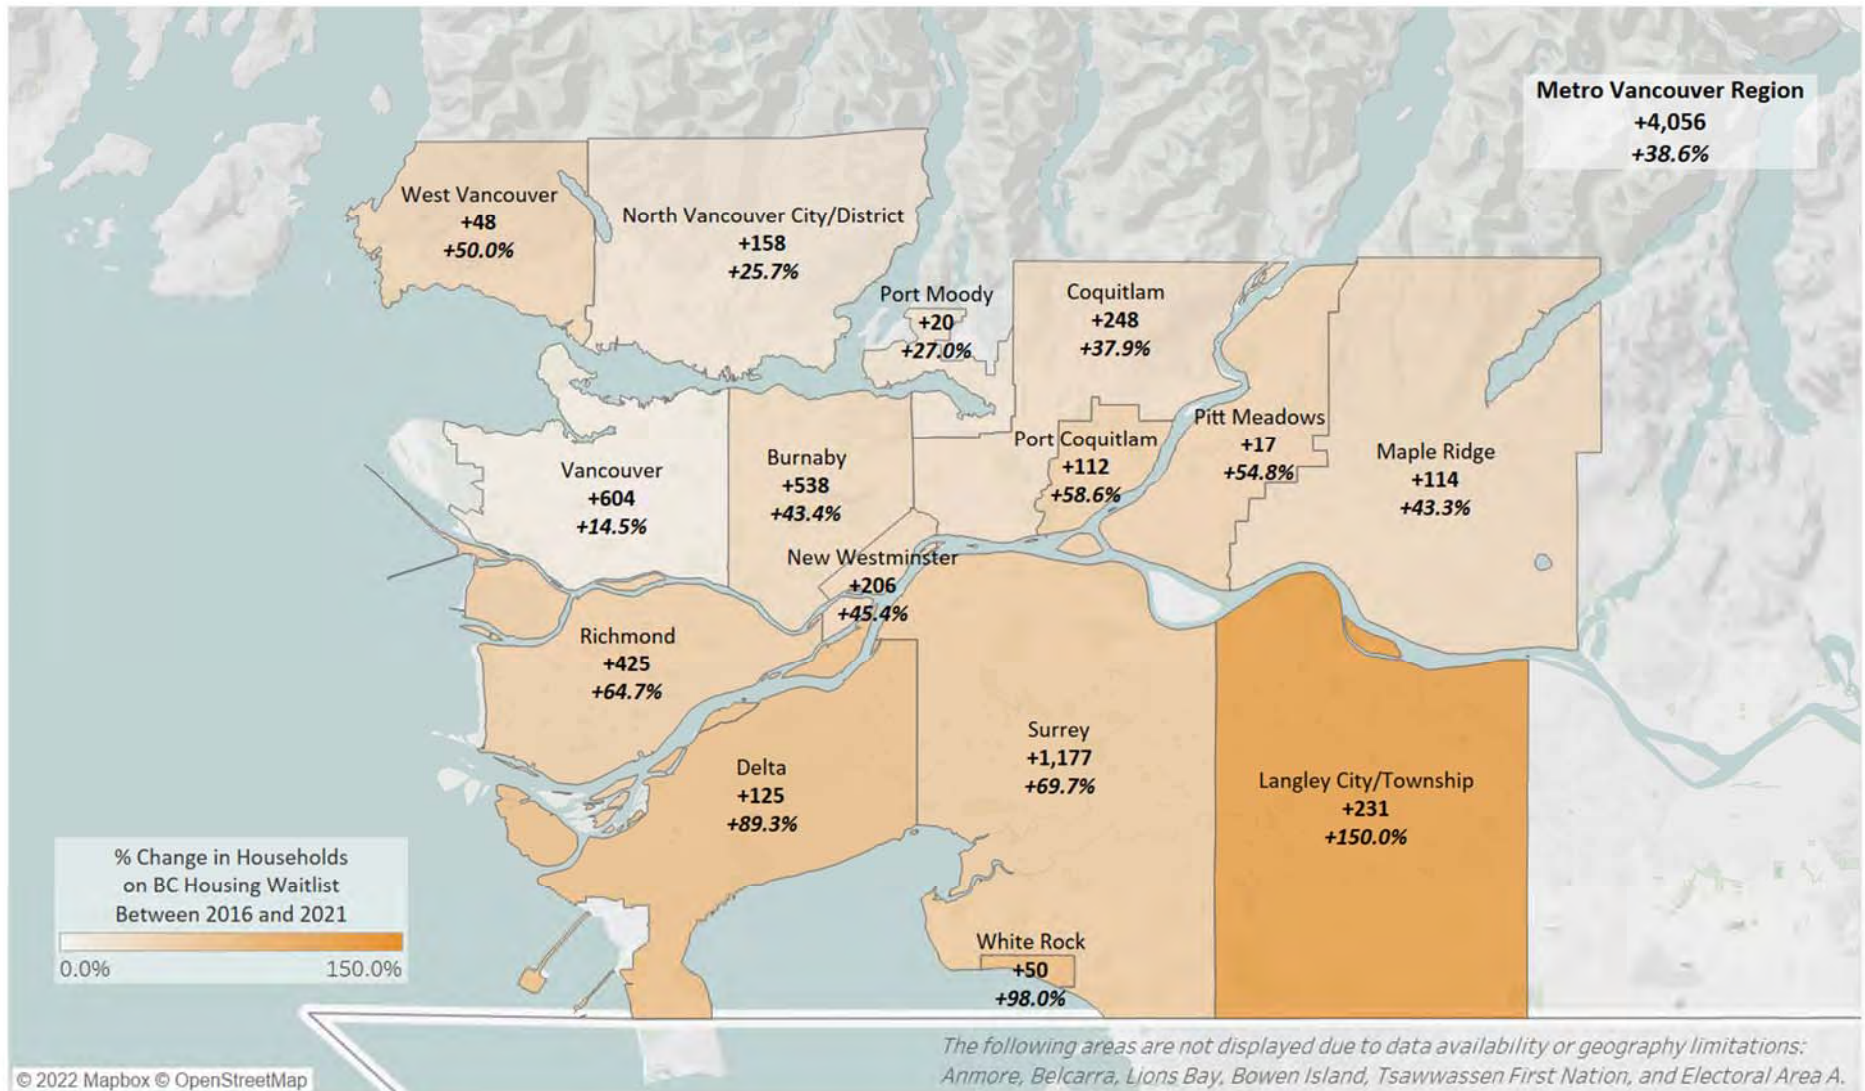 Metro Vancouver Region
+4,056
+38.6%
West Vancouver
+48
+50.0%
North Vancouver City/District
+158
+25.7%
Port Moody
+20
+27.0%
Coquitlam
+248
+37.9%
Pitt Meadows
+17
+54.8%
Port Coquitlam
+112
+58.6%
Maple Ridge
+114
+43.3%
Vancouver
+604
+14.5%
Burnaby
+538
+43.4%
New Westminster
+206
+45.4%
Richmond
+425
+64.7%
Delta
+125
+89.3%
Surrey
+1,177
+69.7%
Langley City/Township
+231
+150.0%
White Rock
+50
+98.0%
% Change in Households
on BC Housing Waitlist
Between 2016 and 2021
0.0% 150.0%
The following areas are not displayed due to data availability or geography limitations:
Anmore, Belcarra, Lions Bay, Bowen Island, Tsawwassen First Nation, and Electoral Area A.
© 2022 Mapbox © OpenStreetMap